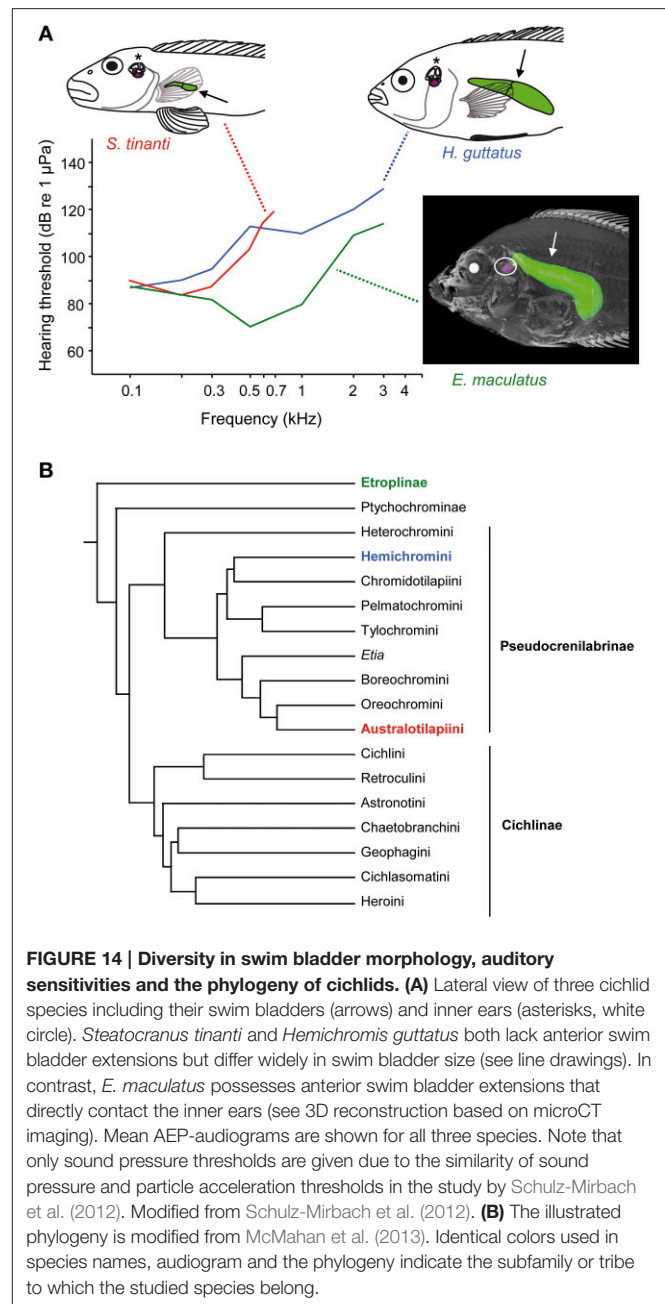 A
S. tinanti
H. guttatus
E. maculatus
Hearing threshold (dB re 1 µPa)
140
120
100
80
60
0.1
0.3
0.5 0.7
1
2
3
4
Frequency (kHz)
B
Etroplinae
Ptychochrominae
Heterochromini
Hemichromini
Chromidotilapiini
Pelmatochromini
Tylochromini
Etia
Boreochromini
Oreochromini
Australotilapiini
Pseudocrenilabrinae
Cichlini
Retroculini
Astronotini
Chaetobranchini
Geophagini
Cichlasomatini
Heroini
Cichlinae
FIGURE 14 | Diversity in swim bladder morphology, auditory
sensitivities and the phylogeny of cichlids. (A) Lateral view of three cichlid
species including their swim bladders (arrows) and inner ears (asterisks, white
circle). Steatocranus tinanti and Hemichromis guttatus both lack anterior swim
bladder extensions but differ widely in swim bladder size (see line drawings). In
contrast, E. maculatus possesses anterior swim bladder extensions that
directly contact the inner ears (see 3D reconstruction based on microCT
imaging). Mean AEP-audiograms are shown for all three species. Note that
only sound pressure thresholds are given due to the similarity of sound
pressure and particle acceleration thresholds in the study by Schulz-Mirbach
et al. (2012). Modified from Schulz-Mirbach et al. (2012). (B) The illustrated
phylogeny is modified from McMahan et al. (2013). Identical colors used in
species names, audiogram and the phylogeny indicate the subfamily or tribe
to which the studied species belong.